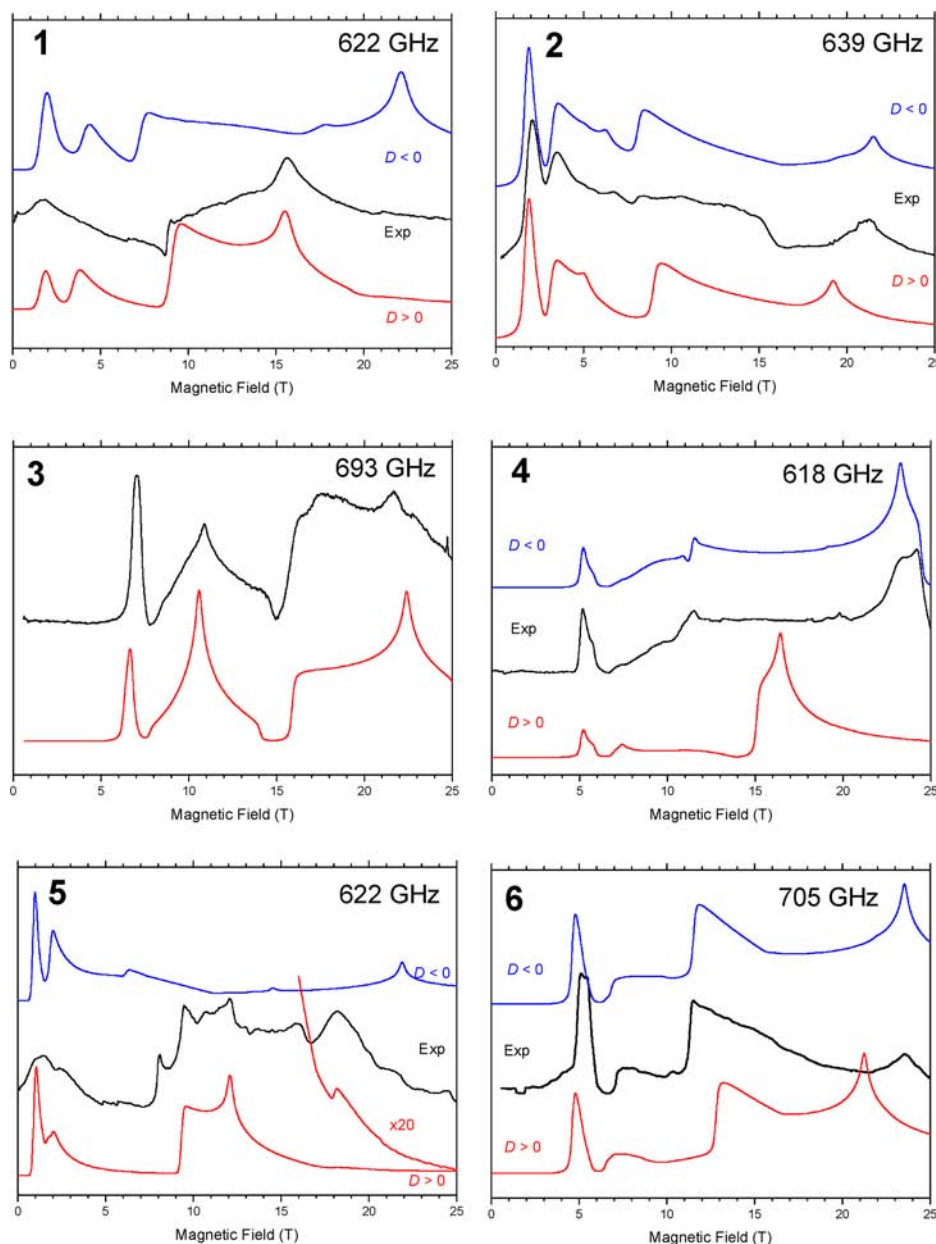 1
622 GHz
D < 0
Exp
D > 0
0 5 10 15 20 25
Magnetic Field (T)
2
639 GHz
D < 0
Exp
D > 0
0 5 10 15 20 25
Magnetic Field (T)
3
693 GHz
0 5 10 15 20 25
Magnetic Field (T)
4
618 GHz
D < 0
Exp
D > 0
0 5 10 15 20 25
Magnetic Field (T)
5
622 GHz
D < 0
Exp
x20
D > 0
0 5 10 15 20 25
Magnetic Field (T)
6
705 GHz
D < 0
Exp
D > 0
0 5 10 15 20 25
Magnetic Field (T)